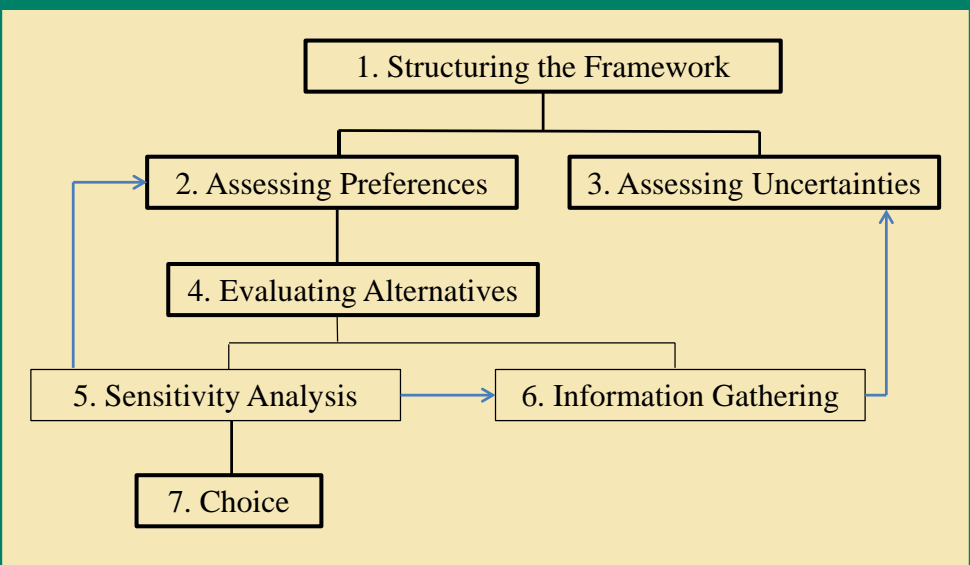 1. Structuring the Framework
2. Assessing Preferences
3. Assessing Uncertainties
4. Evaluating Alternatives
5. Sensitivity Analysis
6. Information Gathering
7. Choice